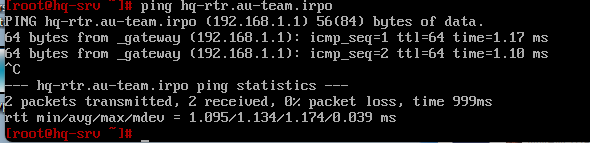 [root@hq-srv ~]# ping hq-rtr.au-team.irpo
PING hq-rtr.au-team.irpo (192.168.1.1) 56(84) bytes of data.
64 bytes from _gateway (192.168.1.1): icmp_seq=1 ttl=64 time=1.17 ms
64 bytes from _gateway (192.168.1.1): icmp_seq=2 ttl=64 time=1.10 ms
^C
--- hq-rtr.au-team.irpo ping statistics ---
2 packets transmitted, 2 received, 0% packet loss, time 999ms
rtt min/avg/max/mdev = 1.095/1.134/1.174/0.039 ms
[root@hq-srv ~]#